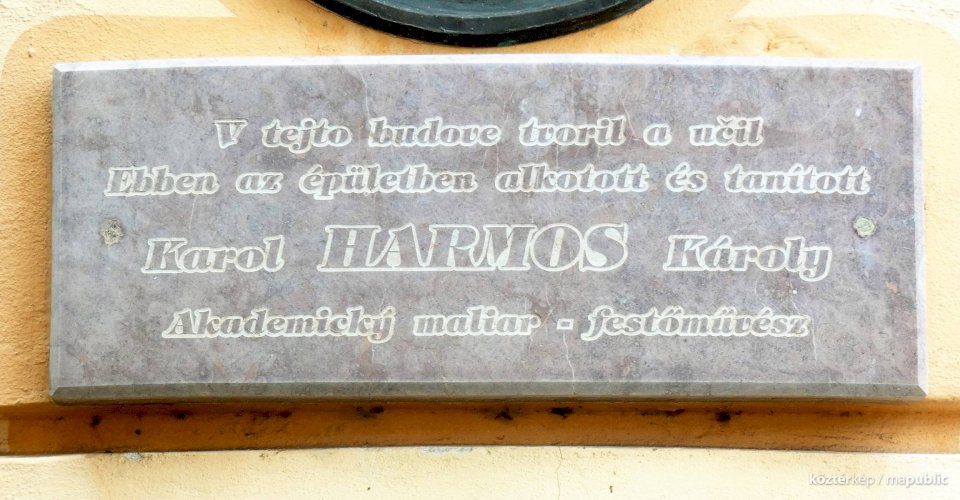 V tejto budove tvoril a učil
Ebben az épületben alkotott és tanított
Karol HARMOS Károly
Akademický maliar - festőművész
köztérkép / mapublic